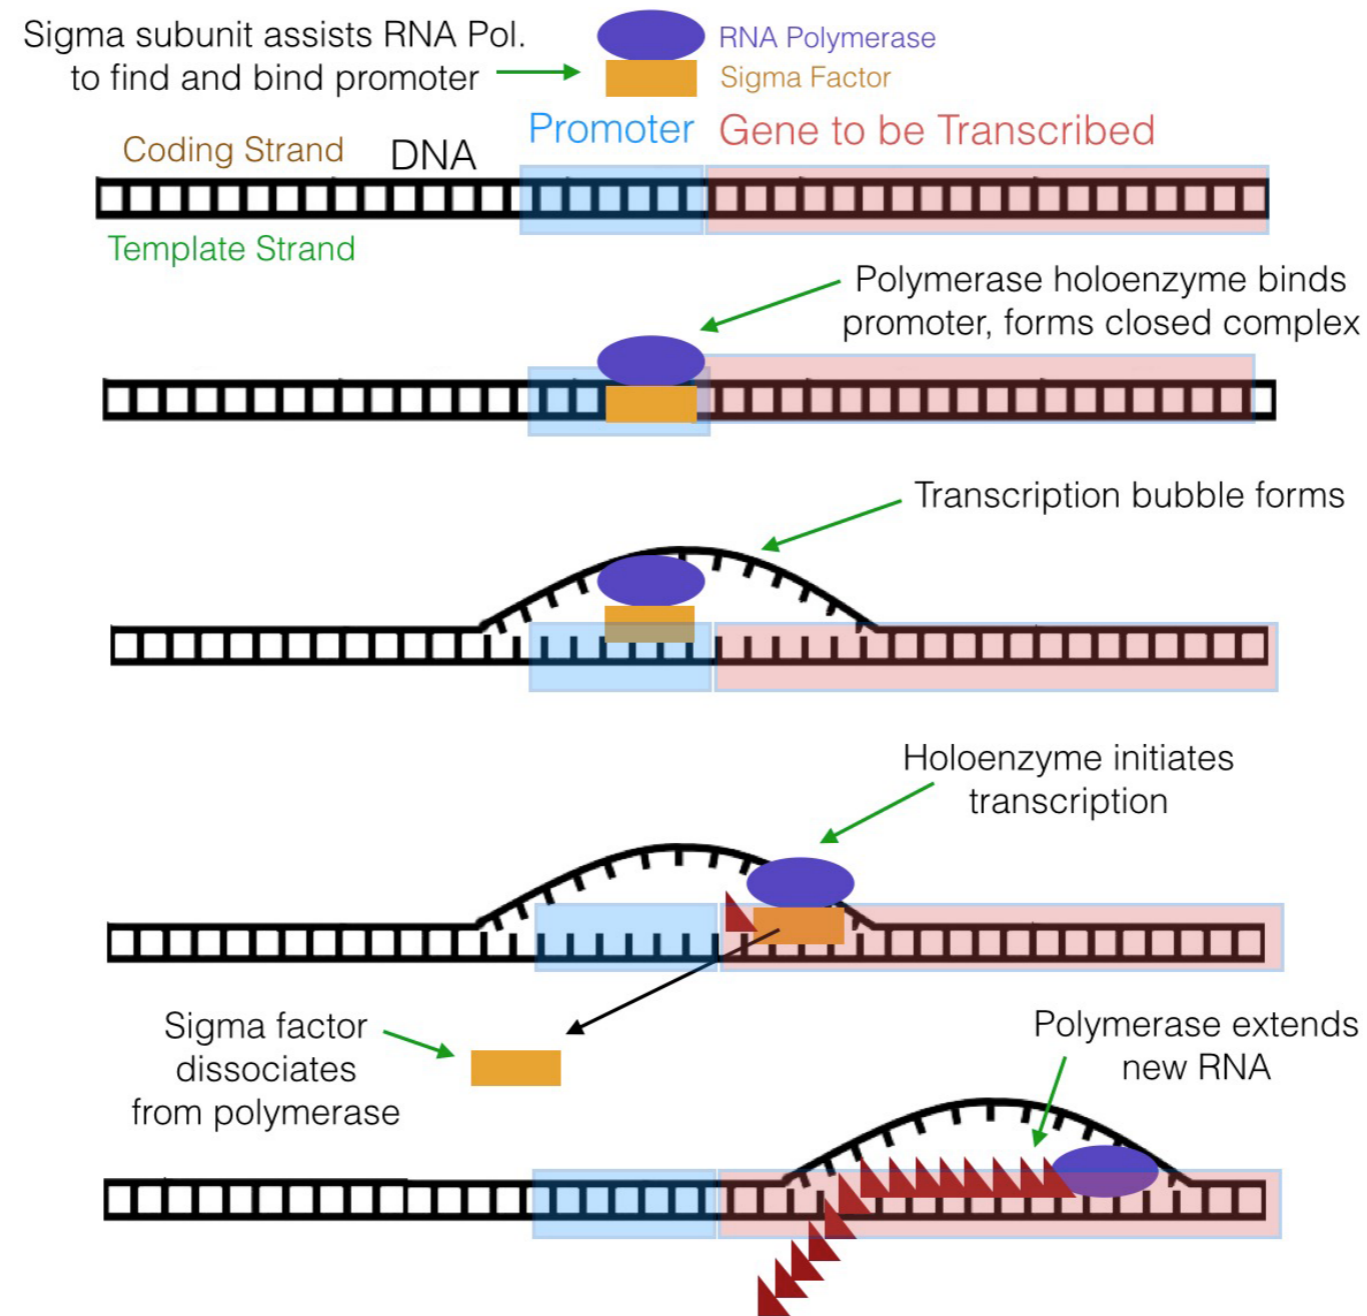 Sigma subunit assists RNA Pol.
to find and bind promoter
RNA Polymerase
Sigma Factor
Promoter
Gene to be Transcribed
Coding Strand
DNA
Template Strand
Polymerase holoenzyme binds
promoter, forms closed complex
Transcription bubble forms
Holoenzyme initiates
transcription
Sigma factor
dissociates
from polymerase
Polymerase extends
new RNA